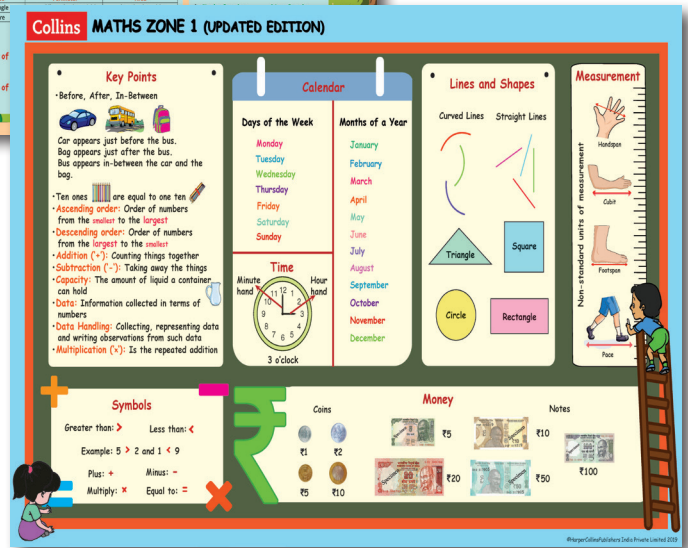 gle
re
of
of
Collins MATHS ZONE 1 (UPDATED EDITION)
Key Points
• Before, After, In-Between
Car appears just before the bus.
Bag appears just after the bus.
Bus appears in-between the car and the
bag.
• Ten ones are equal to one ten
• Ascending order: Order of numbers
from the smallest to the largest
• Descending order: Order of numbers
from the largest to the smallest
• Addition ('+'): Counting things together
• Subtraction ('-'): Taking away the things
• Capacity: The amount of liquid a container
can hold
• Data: Information collected in terms of
numbers
• Data Handling: Collecting, representing data
and writing observations from such data
• Multiplication ('×'): Is the repeated addition
Calendar
Days of the Week
Monday
Tuesday
Wednesday
Thursday
Friday
Saturday
Sunday
Time
Minute
hand
Hour
hand
12
1
2
3
4
5
6
7
8
9
10
11
3 o'clock
Months of a Year
January
February
March
April
May
June
July
August
September
October
November
December
Lines and Shapes
Curved Lines Straight Lines
Triangle
Square
Circle
Rectangle
Measurement
Non-standard units of measurement
Handspan
Cubit
Footspan
Pace
Symbols
Greater than: > Less than: <
Example: 5 > 2 and 1 < 9
Plus: + Minus: −
Multiply: × Equal to: =
₹
Money
Coins
₹1 ₹2
₹5 ₹10
Notes
₹5 ₹10
₹20 ₹50
₹100
©HarperCollinsPublishers India Private Limited 2019